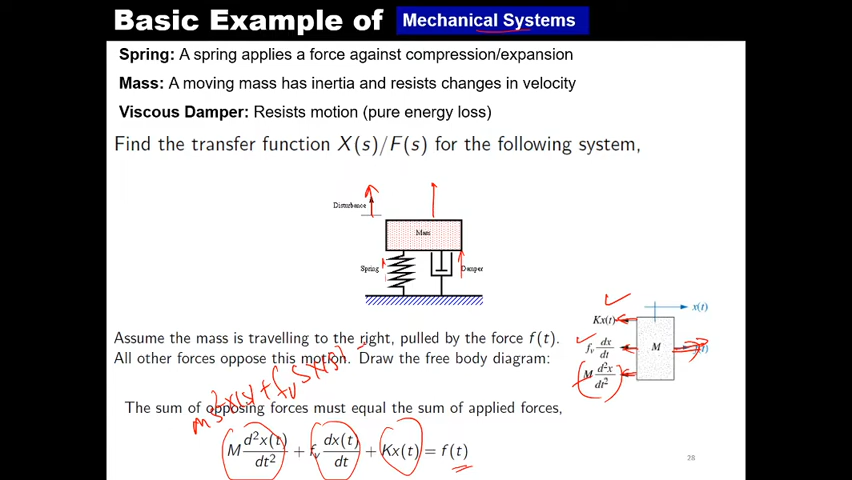 Basic Example of Mechanical Systems
Spring: A spring applies a force against compression/expansion
Mass: A moving mass has inertia and resists changes in velocity
Viscous Damper: Resists motion (pure energy loss)
Find the transfer function X(s)/F(s) for the following system,
Disturbance
Mass
Spring
Damper
Assume the mass is travelling to the right, pulled by the force f(t).
All other forces oppose this motion. Draw the free body diagram:
x(t)
Kx(t)
f_v dx/dt
M
f(t)
M d²x/dt²
ms²x(s) + f_v s x(s)
The sum of opposing forces must equal the sum of applied forces,
M d²x(t)/dt² + f_v dx(t)/dt + Kx(t) = f(t)
28